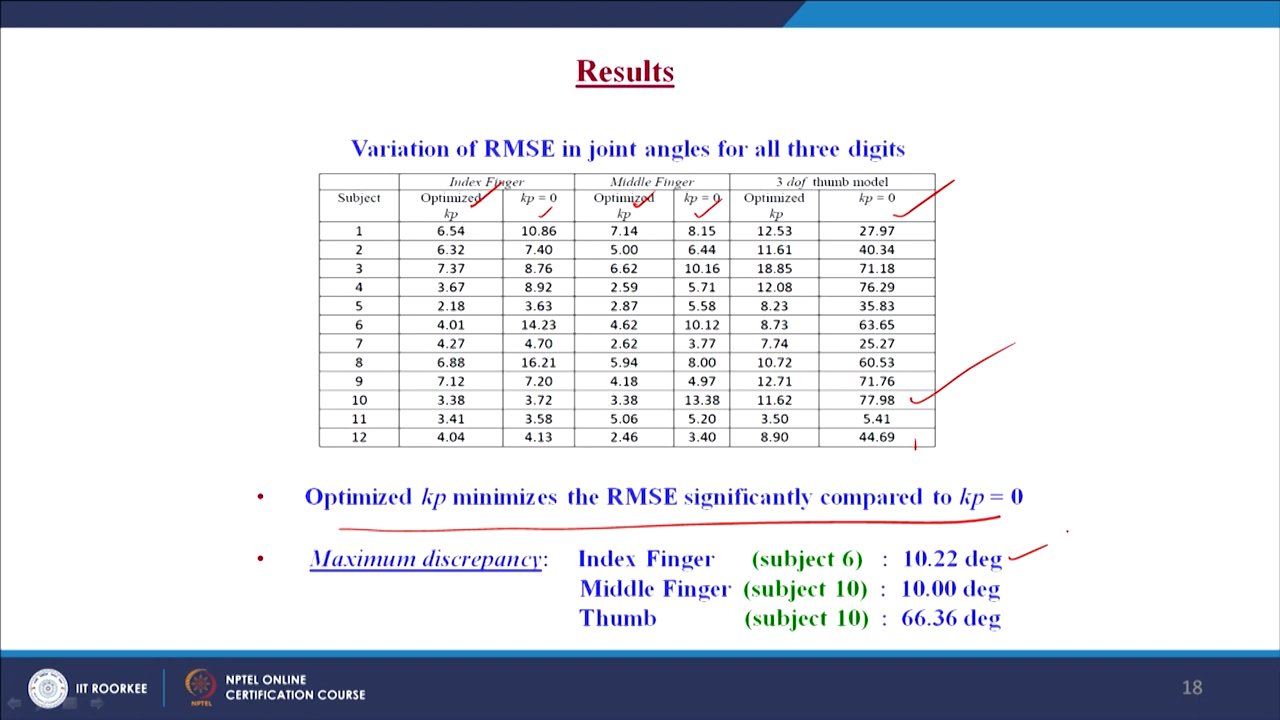 Results
Variation of RMSE in joint angles for all three digits
Index Finger Middle Finger 3 dof thumb model
Subject Optimized kp kp = 0 Optimized kp kp = 0 Optimized kp kp = 0
1 6.54 10.86 7.14 8.15 12.53 27.97
2 6.32 7.40 5.00 6.44 11.61 40.34
3 7.37 8.76 6.62 10.16 18.85 71.18
4 3.67 8.92 2.59 5.71 12.08 76.29
5 2.18 3.63 2.87 5.58 8.23 35.83
6 4.01 14.23 4.62 10.12 8.73 63.65
7 4.27 4.70 2.62 3.77 7.74 25.27
8 6.88 16.21 5.94 8.00 10.72 60.53
9 7.12 7.20 4.18 4.97 12.71 71.76
10 3.38 3.72 3.38 13.38 11.62 77.98
11 3.41 3.58 5.06 5.20 3.50 5.41
12 4.04 4.13 2.46 3.40 8.90 44.69
• Optimized kp minimizes the RMSE significantly compared to kp = 0
• Maximum discrepancy: Index Finger (subject 6) : 10.22 deg
Middle Finger (subject 10) : 10.00 deg
Thumb (subject 10) : 66.36 deg
IIT ROORKEE
NPTEL
NPTEL ONLINE
CERTIFICATION COURSE
18